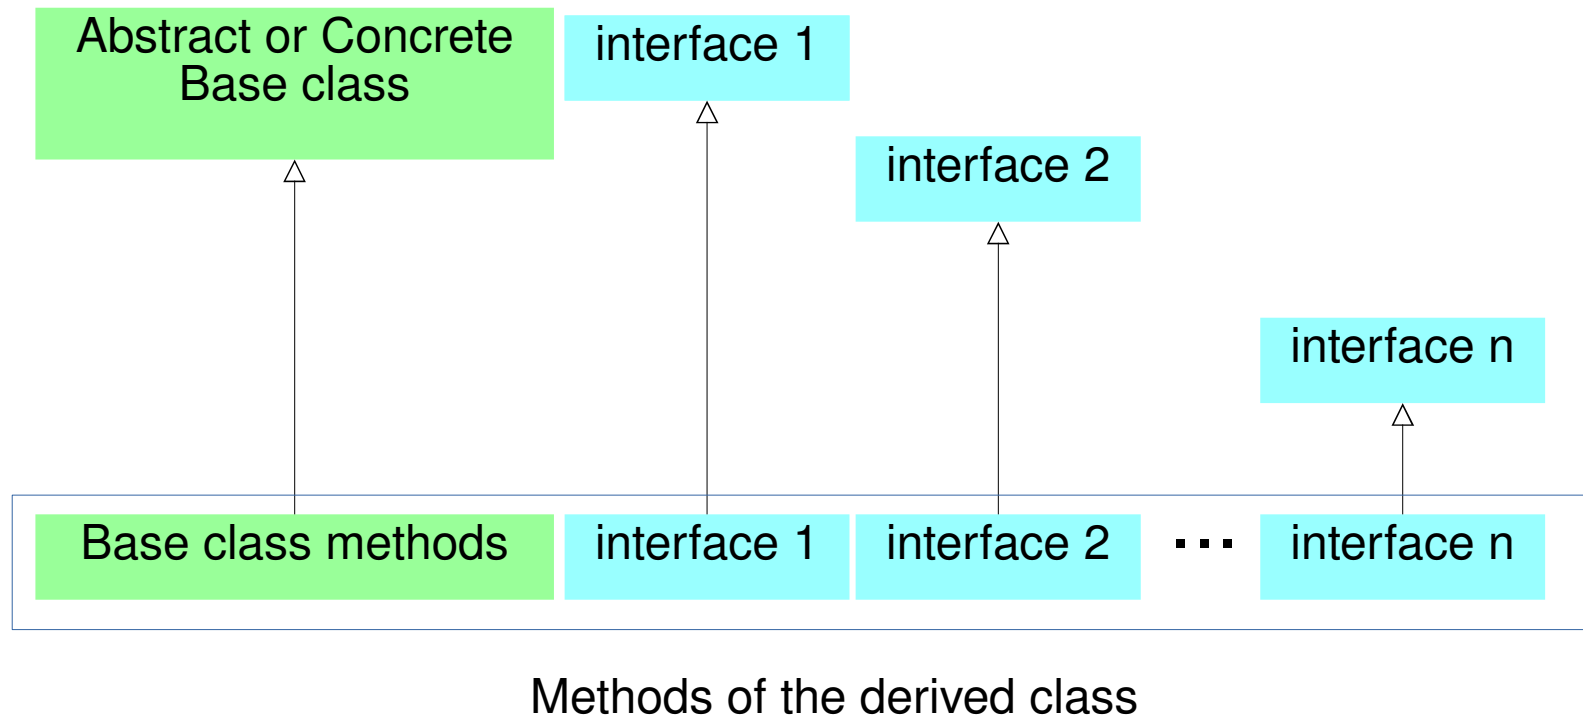 Abstract or Concrete
Base class
interface 1
interface 2
interface n
Base class methods
interface 1
interface 2
...
interface n
Methods of the derived class